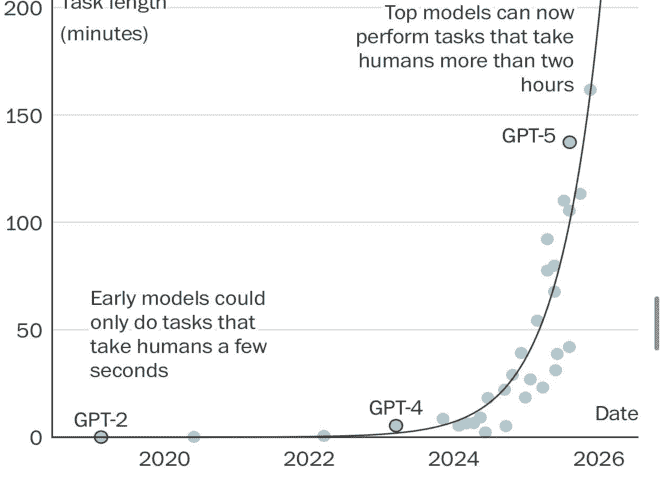 Task length
(minutes)
200
150
100
50
0
Top models can now
perform tasks that take
humans more than two
hours
GPT-5
Early models could
only do tasks that
take humans a few
seconds
GPT-2
GPT-4
Date
2020
2022
2024
2026